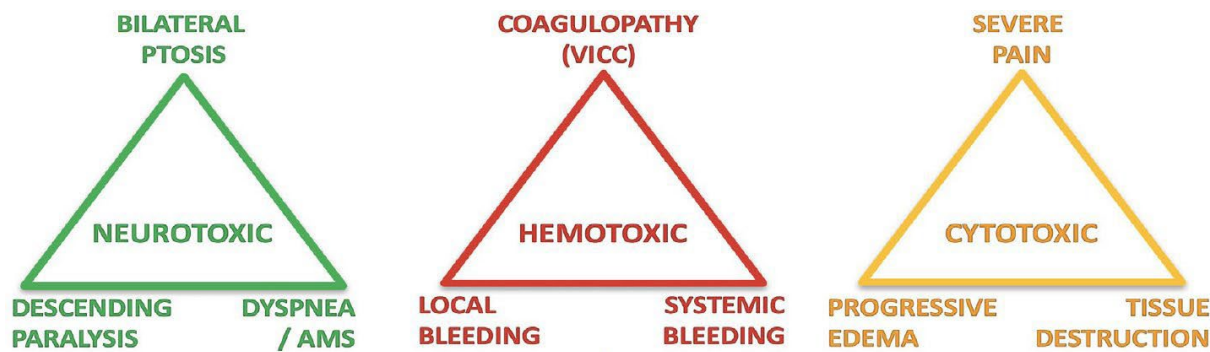 BILATERAL
PTOSIS
NEUROTOXIC
DESCENDING
PARALYSIS
DYSPNEA
/ AMS
COAGULOPATHY
(VICC)
HEMOTOXIC
LOCAL
BLEEDING
SYSTEMIC
BLEEDING
SEVERE
PAIN
CYTOTOXIC
PROGRESSIVE
EDEMA
TISSUE
DESTRUCTION